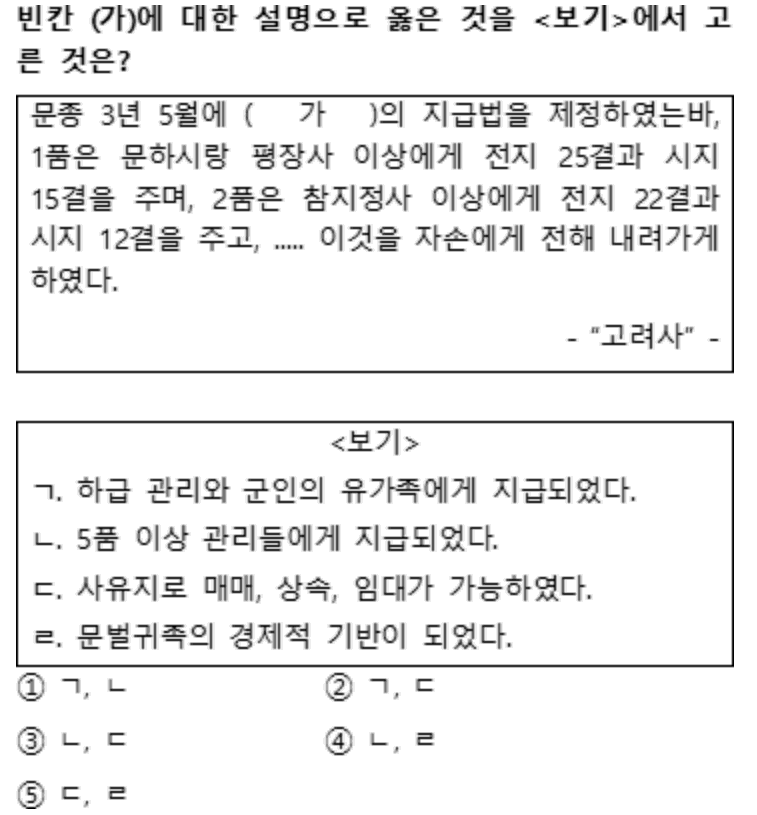 빈칸 (가)에 대한 설명으로 옳은 것을 <보기>에서 고
른 것은?
문종 3년 5월에 ( 가 )의 지급법을 제정하였는바,
1품은 문하시랑 평장사 이상에게 전지 25결과 시지
15결을 주며, 2품은 참지정사 이상에게 전지 22결과
시지 12결을 주고, ..... 이것을 자손에게 전해 내려가게
하였다.
- "고려사" -
<보기>
ㄱ. 하급 관리와 군인의 유가족에게 지급되었다.
ㄴ. 5품 이상 관리들에게 지급되었다.
ㄷ. 사유지로 매매, 상속, 임대가 가능하였다.
ㄹ. 문벌귀족의 경제적 기반이 되었다.
① ㄱ, ㄴ ② ㄱ, ㄷ
③ ㄴ, ㄷ ④ ㄴ, ㄹ
⑤ ㄷ, ㄹ